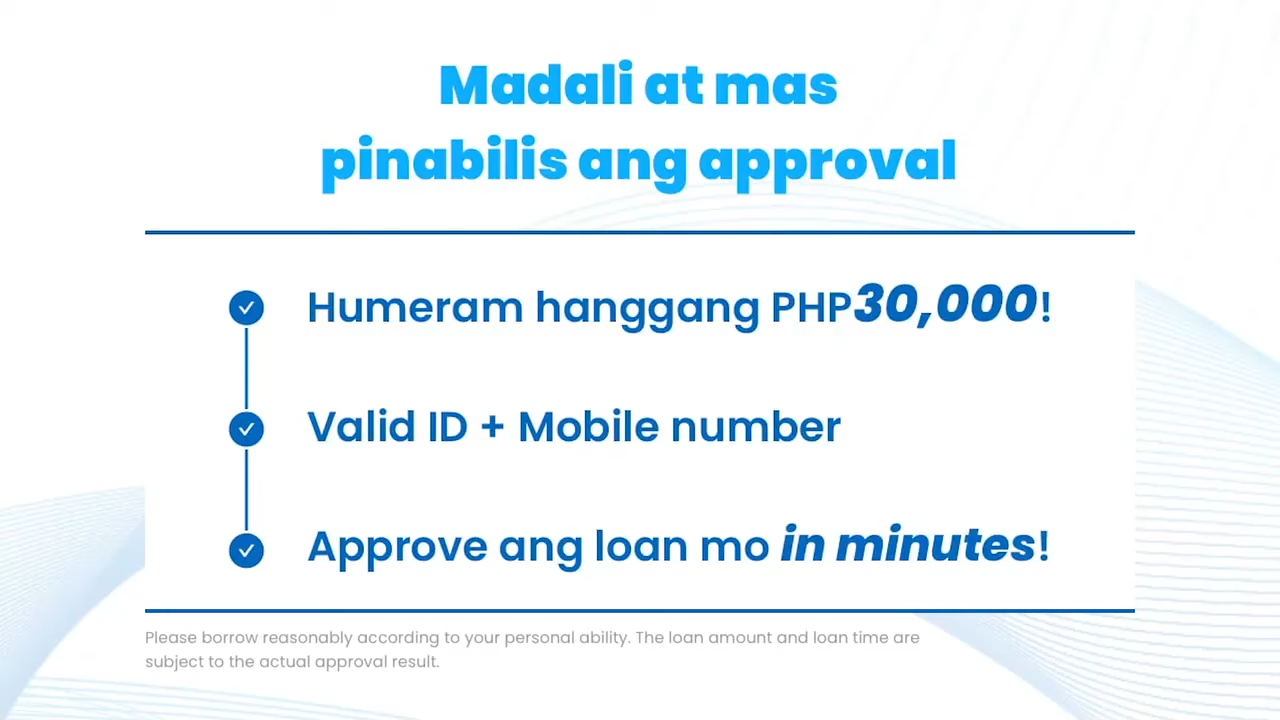 Madali at mas
pinabilis ang approval
Humeram hanggang PHP30,000!
Valid ID + Mobile number
Approve ang loan mo in minutes!
Please borrow reasonably according to your personal ability. The loan amount and loan time are
subject to the actual approval result.